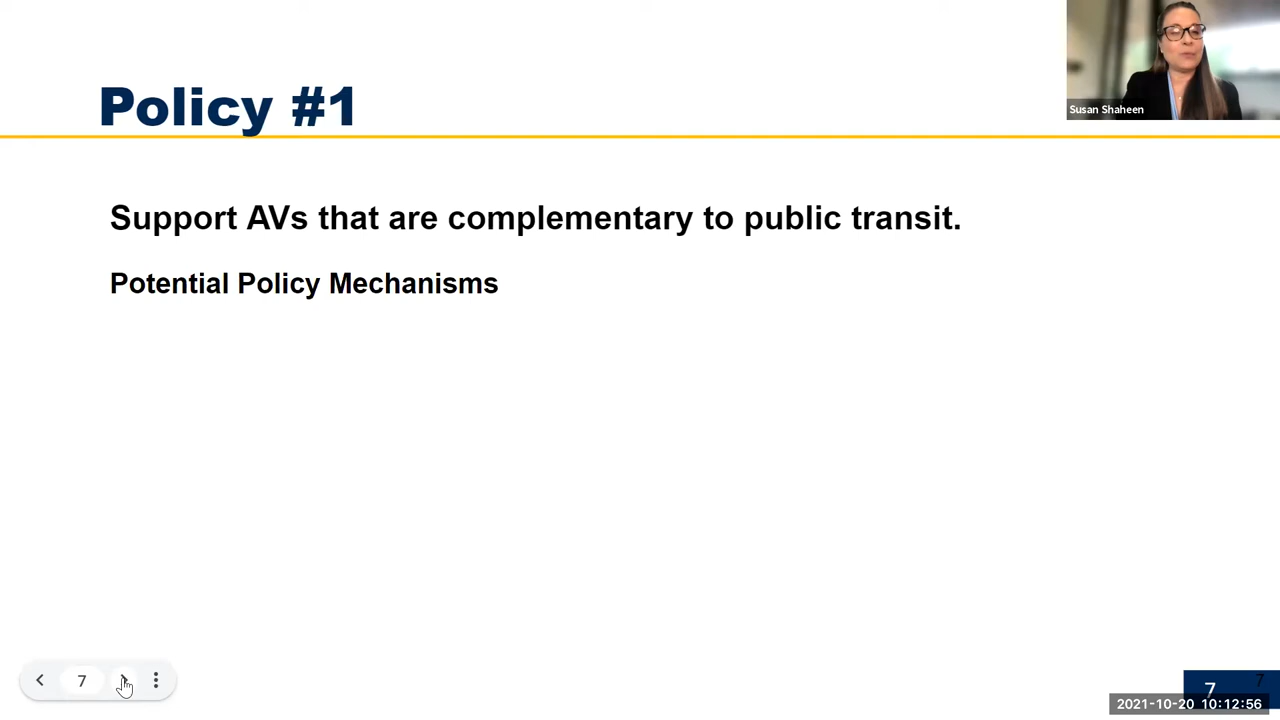 Policy #1
Susan Shaheen
Support AVs that are complementary to public transit.
Potential Policy Mechanisms
7
7
7
2021-10-20 10:12:56